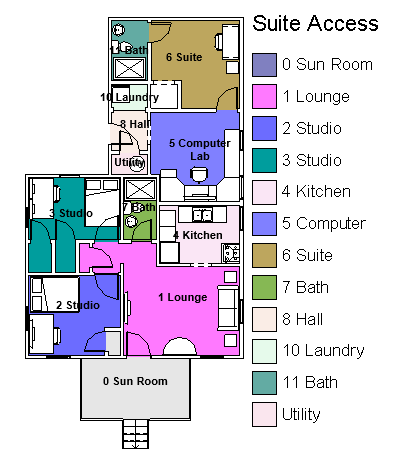 Suite Access
11 Bath
6 Suite
10 Laundry
8 Hall
5 Computer
Lab
Utility
3 Studio
7 Bath
4 Kitchen
2 Studio
1 Lounge
0 Sun Room
0 Sun Room
1 Lounge
2 Studio
3 Studio
4 Kitchen
5 Computer
6 Suite
7 Bath
8 Hall
10 Laundry
11 Bath
Utility